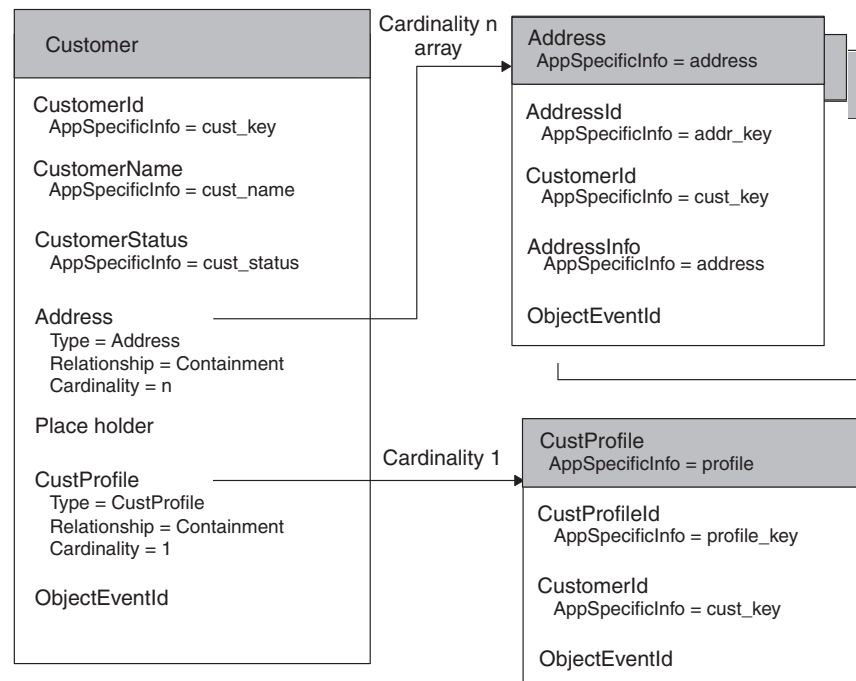 Customer
CustomerId
AppSpecificInfo = cust_key
CustomerName
AppSpecificInfo = cust_name
CustomerStatus
AppSpecificInfo = cust_status
Address
Type = Address
Relationship = Containment
Cardinality = n
Place holder
CustProfile
Type = CustProfile
Relationship = Containment
Cardinality = 1
ObjectEventId
Cardinality n
array
Address
AppSpecificInfo = address
AddressId
AppSpecificInfo = addr_key
CustomerId
AppSpecificInfo = cust_key
AddressInfo
AppSpecificInfo = address
ObjectEventId
Cardinality 1
CustProfile
AppSpecificInfo = profile
CustProfileId
AppSpecificInfo = profile_key
CustomerId
AppSpecificInfo = cust_key
ObjectEventId